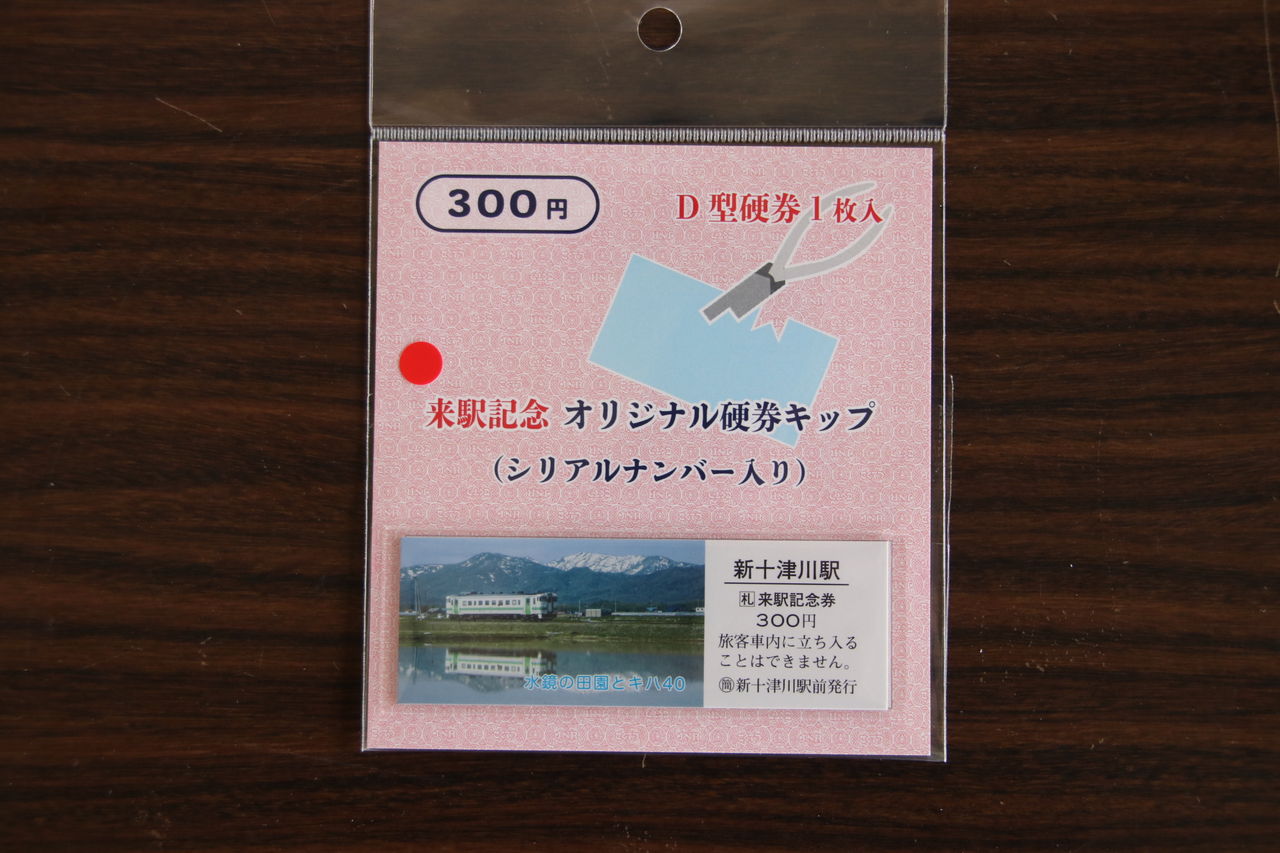 300円
D型硬券1枚入
来駅記念 オリジナル硬券キップ
(シリアルナンバー入り)
新十津川駅
札来駅記念券
300円
旅客車内に立ち入る
ことはできません。
簡新十津川駅前発行
水鏡の田園とキハ40